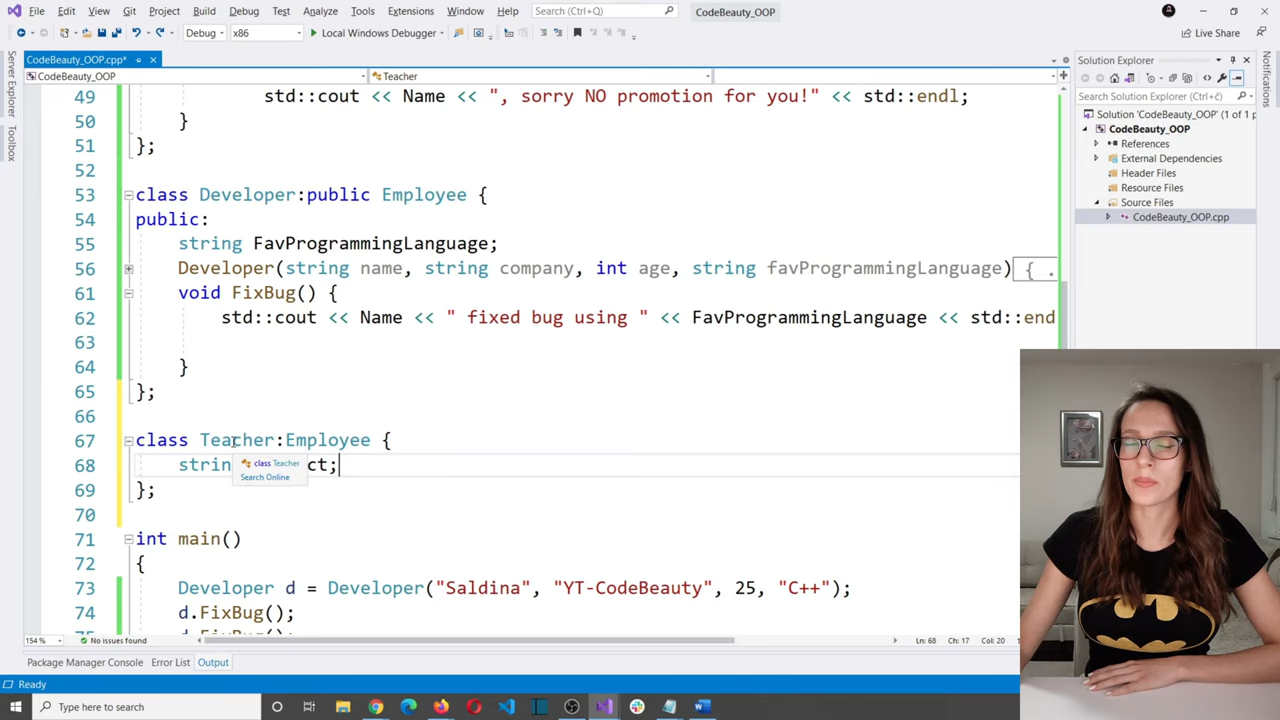 File Edit View Git Project Build Debug Test Analyze Tools Extensions Window Help Search (Ctrl+Q) CodeBeauty_OOP
Debug x86 Local Windows Debugger Live Share
CodeBeauty_OOP.cpp*
CodeBeauty_OOP Teacher
49 std::cout << Name << ", sorry NO promotion for you!" << std::endl;
50 }
51 };
52
53 class Developer:public Employee {
54 public:
55 string FavProgrammingLanguage;
56 Developer(string name, string company, int age, string favProgrammingLanguage) { .
61 void FixBug() {
62 std::cout << Name << " fixed bug using " << FavProgrammingLanguage << std::end
63
64 }
65 };
66
67 class Teacher:Employee {
68 strin ct;
class Teacher
Search Online
69 };
70
71 int main()
72 {
73 Developer d = Developer("Saldina", "YT-CodeBeauty", 25, "C++");
74 d.FixBug();
75 d.FixBug();
154 % No issues found Ln: 68 Ch: 17 Col: 20
Package Manager Console Error List Output
Ready
Type here to search
Server Explorer
Toolbox
Solution Explorer
Search Solution Explorer (Ctrl+č)
Solution 'CodeBeauty_OOP' (1 of 1 p
CodeBeauty_OOP
References
External Dependencies
Header Files
Resource Files
Source Files
CodeBeauty_OOP.cpp
Notifications